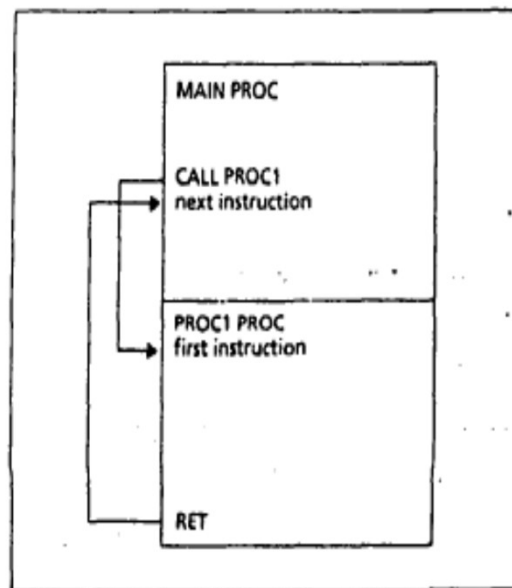 MAIN PROC
CALL PROC1
next instruction
PROC1 PROC
first instruction
RET